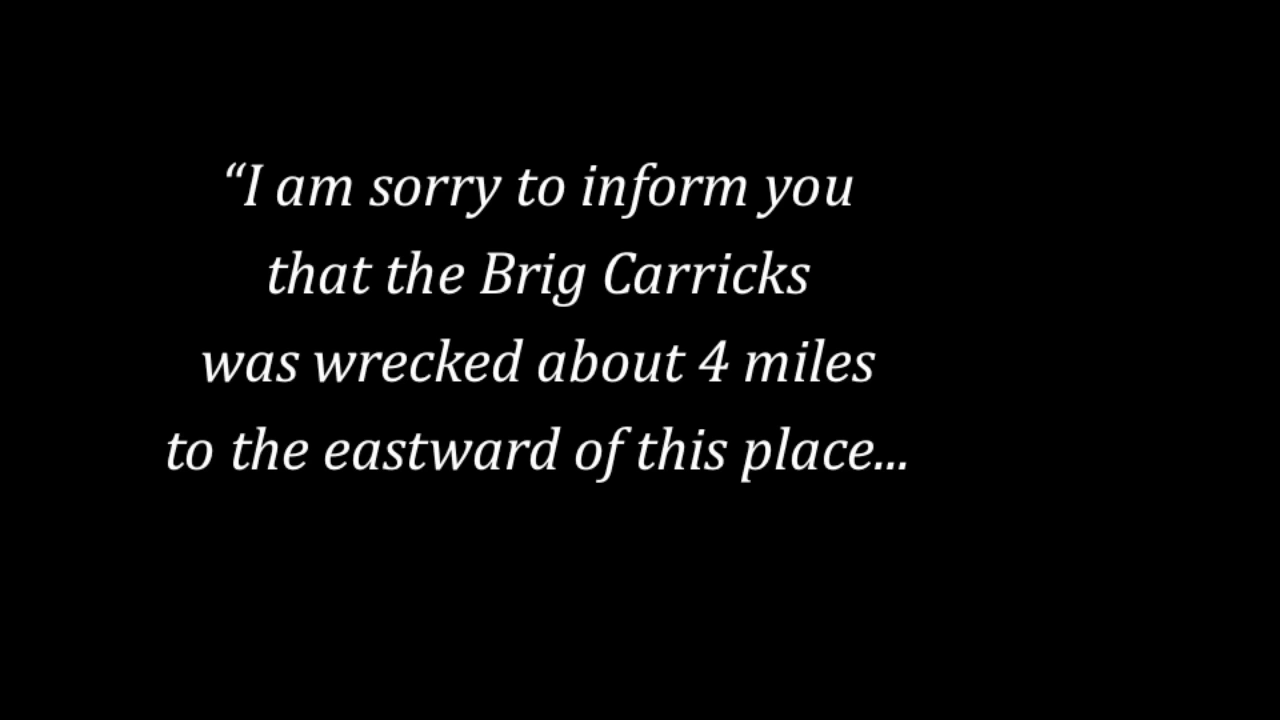 “I am sorry to inform you
that the Brig Carricks
was wrecked about 4 miles
to the eastward of this place...